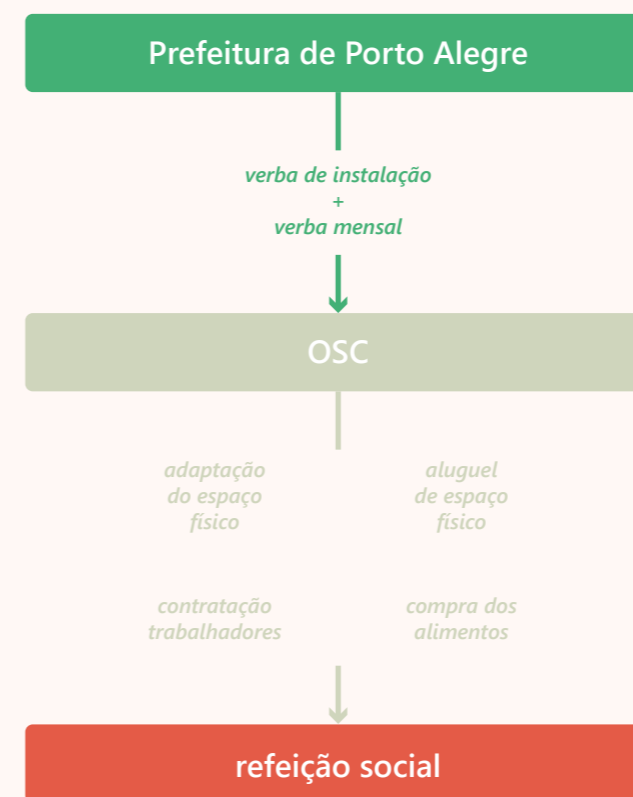 Prefeitura de Porto Alegre
verba de instalação
+
verba mensal
OSC
adaptação
do espaço
físico
aluguel
de espaço
físico
contratação
trabalhadores
compra dos
alimentos
refeição social